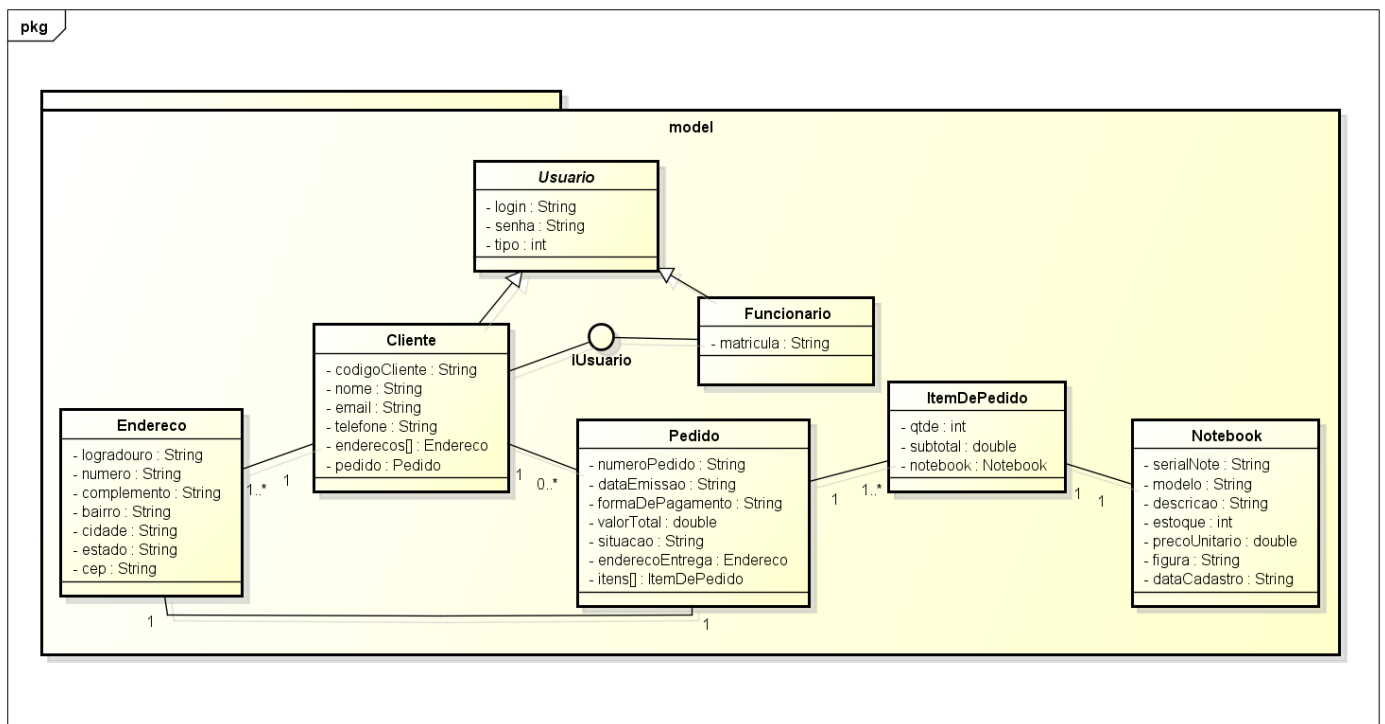 pkg
model
Usuario
- login : String
- senha : String
- tipo : int
Funcionario
- matricula : String
IUsuario
Cliente
- codigoCliente : String
- nome : String
- email : String
- telefone : String
- enderecos[] : Endereco
- pedido : Pedido
Endereco
- logradouro : String
- numero : String
- complemento : String
- bairro : String
- cidade : String
- estado : String
- cep : String
1..*
1
1
0..*
Pedido
- numeroPedido : String
- dataEmissao : String
- formaDePagamento : String
- valorTotal : double
- situacao : String
- enderecoEntrega : Endereco
- itens[] : ItemDePedido
1
1..*
ItemDePedido
- qtde : int
- subtotal : double
- notebook : Notebook
1
1
Notebook
- serialNote : String
- modelo : String
- descricao : String
- estoque : int
- precoUnitario : double
- figura : String
- dataCadastro : String
1
1